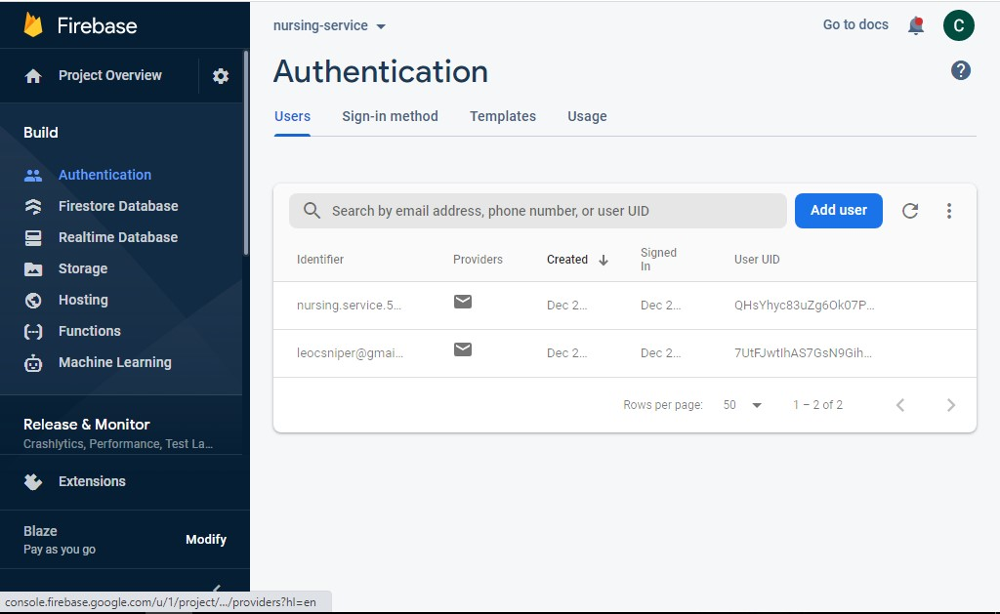 Firebase
Project Overview
Build
Authentication
Firestore Database
Realtime Database
Storage
Hosting
Functions
Machine Learning
Release & Monitor
Crashlytics, Performance, Test La...
Extensions
Blaze
Pay as you go
Modify
console.firebase.google.com/u/1/project/.../providers?hl=en
nursing-service
Go to docs
C
Authentication
?
Users Sign-in method Templates Usage
Search by email address, phone number, or user UID
Add user
Identifier Providers Created Signed In User UID
nursing.service.5... Dec 2... Dec 2... QHsYhyc83uZg6Ok07P...
leocsniper@gmai... Dec 2... Dec 2... 7UtFJwtIhAS7GsN9Gih...
Rows per page: 50 1 – 2 of 2